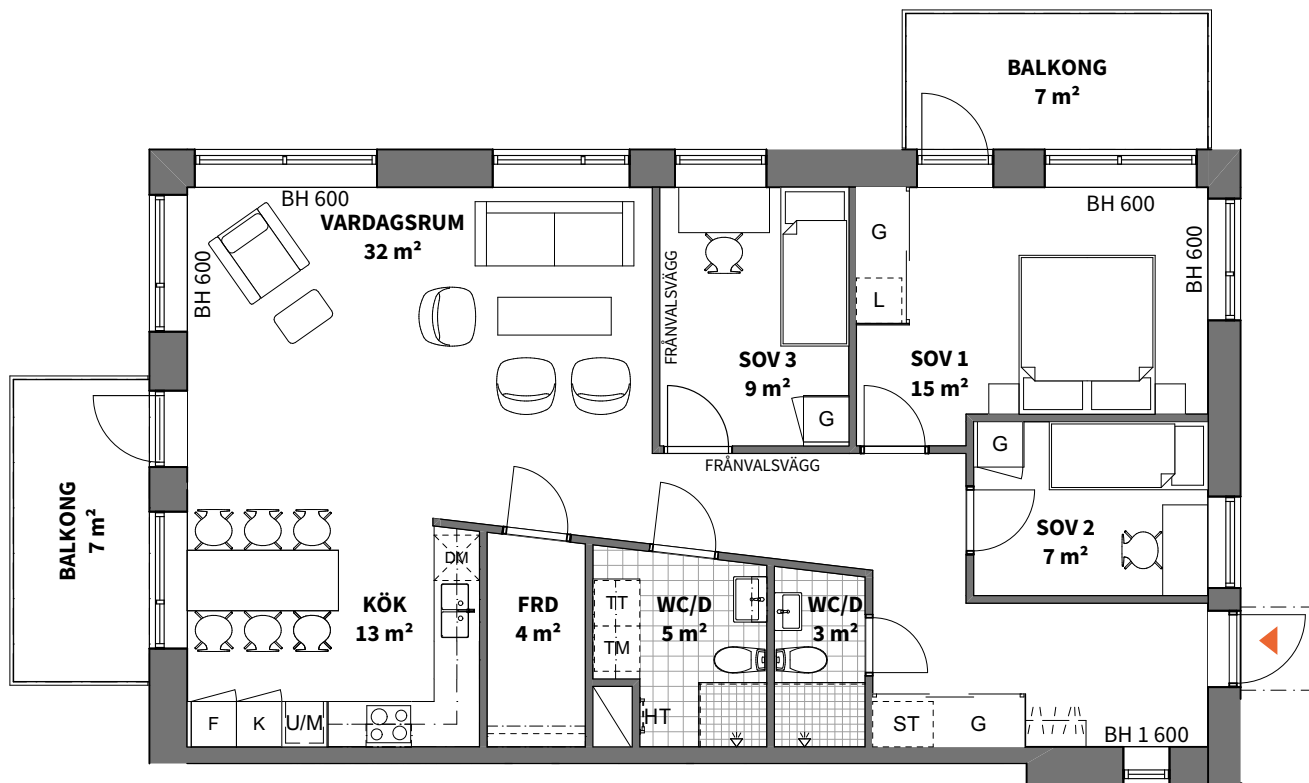 BALKONG
7 m²
BH 600
VARDAGSRUM
32 m²
BH 600
FRÅNVALSVÄGG
SOV 3
9 m²
G
G
L
SOV 1
15 m²
BH 600
BH 600
FRÅNVALSVÄGG
G
SOV 2
7 m²
BALKONG
7 m²
KÖK
13 m²
DM
F
K
U/M
FRD
4 m²
TT
TM
WC/D
5 m²
HT
WC/D
3 m²
ST
G
BH 1 600